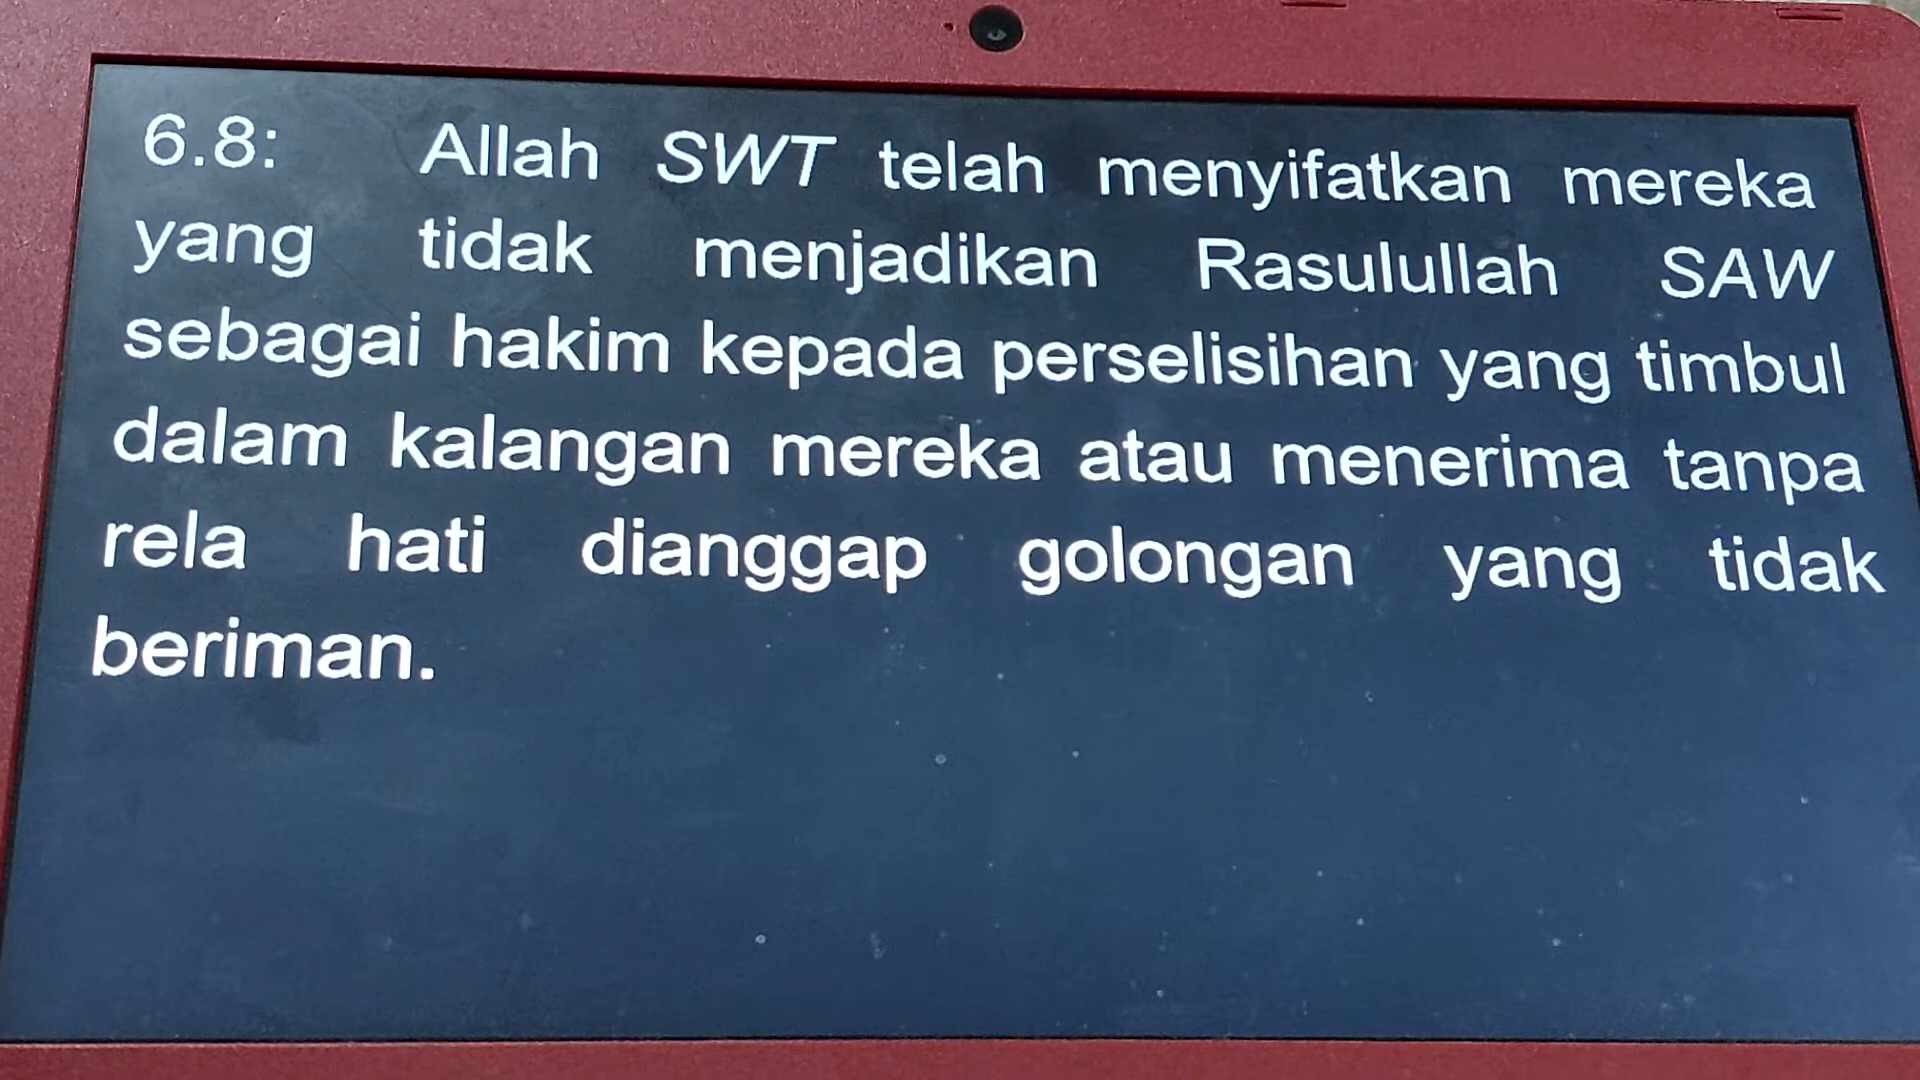 6.8: Allah SWT telah menyifatkan mereka
yang tidak menjadikan Rasulullah SAW
sebagai hakim kepada perselisihan yang timbul
dalam kalangan mereka atau menerima tanpa
rela hati dianggap golongan yang tidak
beriman.